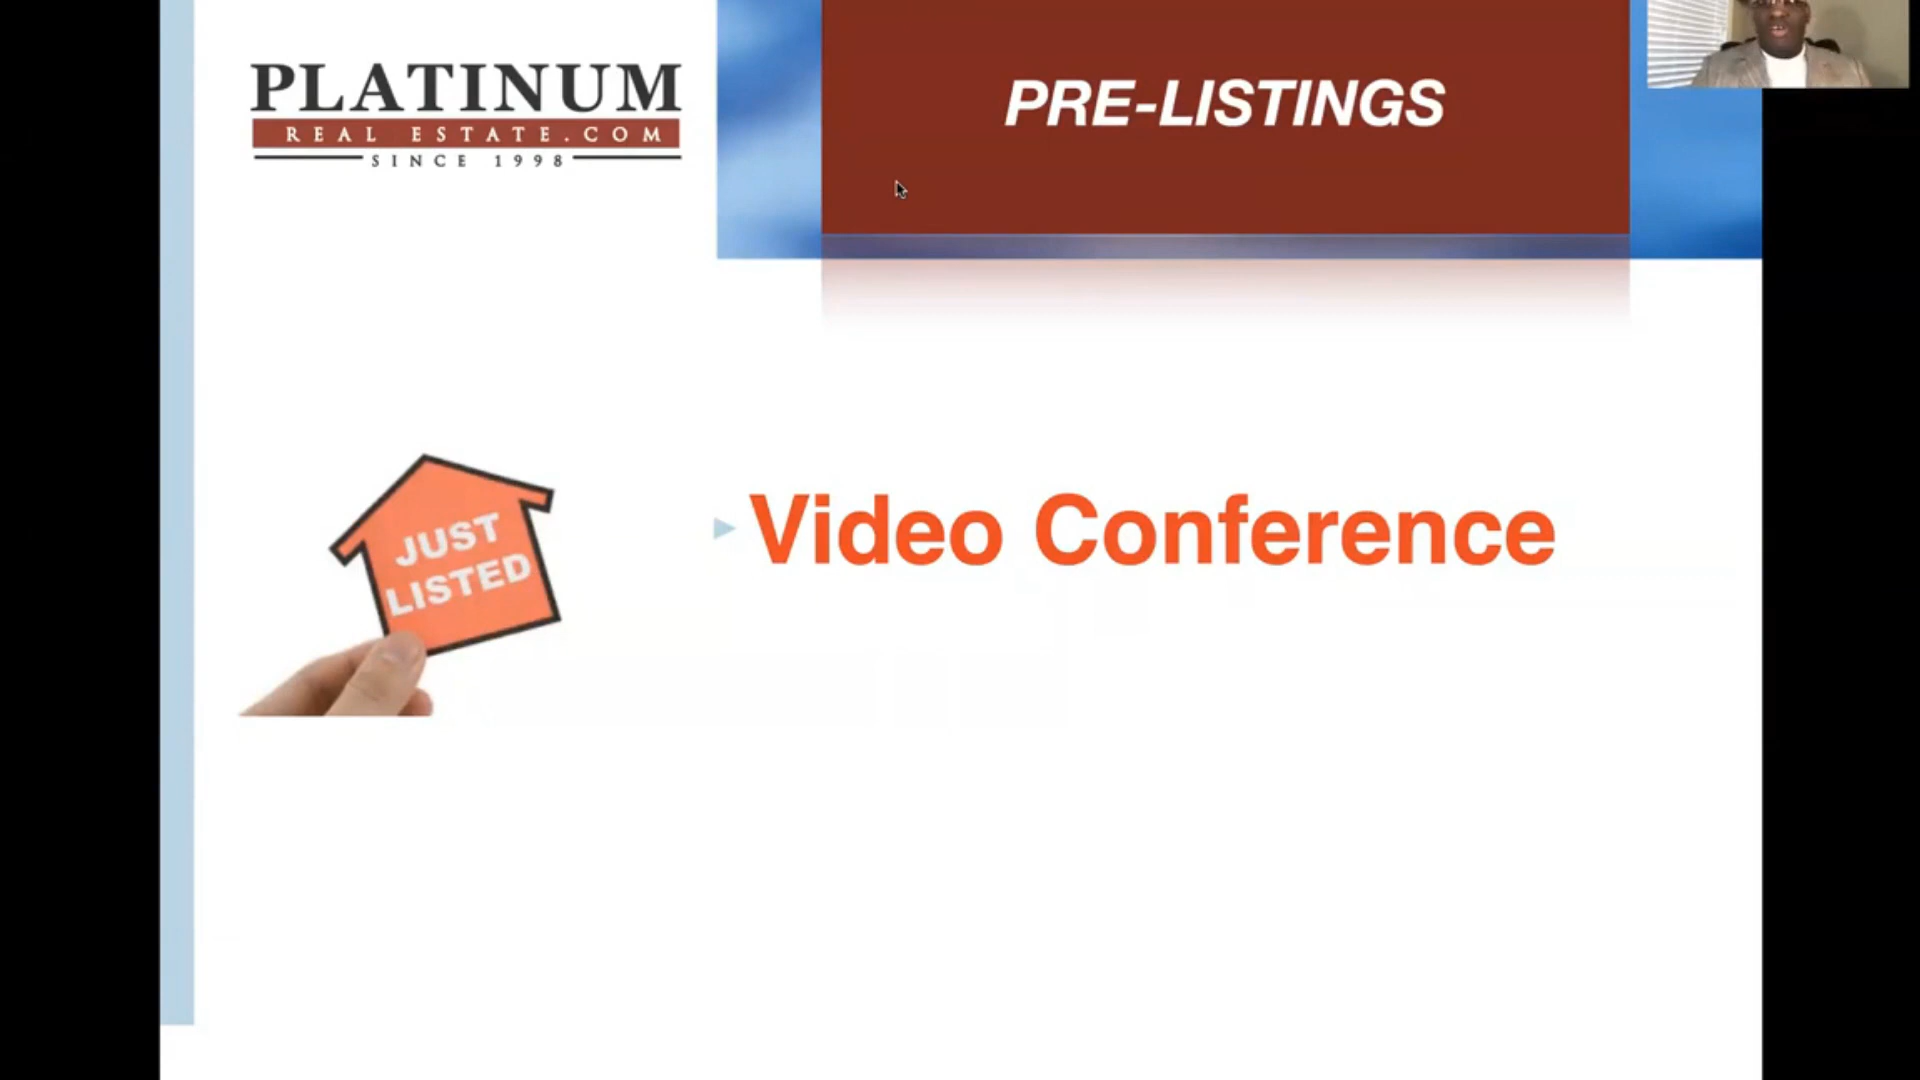 PLATINUM
REAL ESTATE.COM
SINCE 1998
PRE-LISTINGS
JUST
LISTED
Video Conference